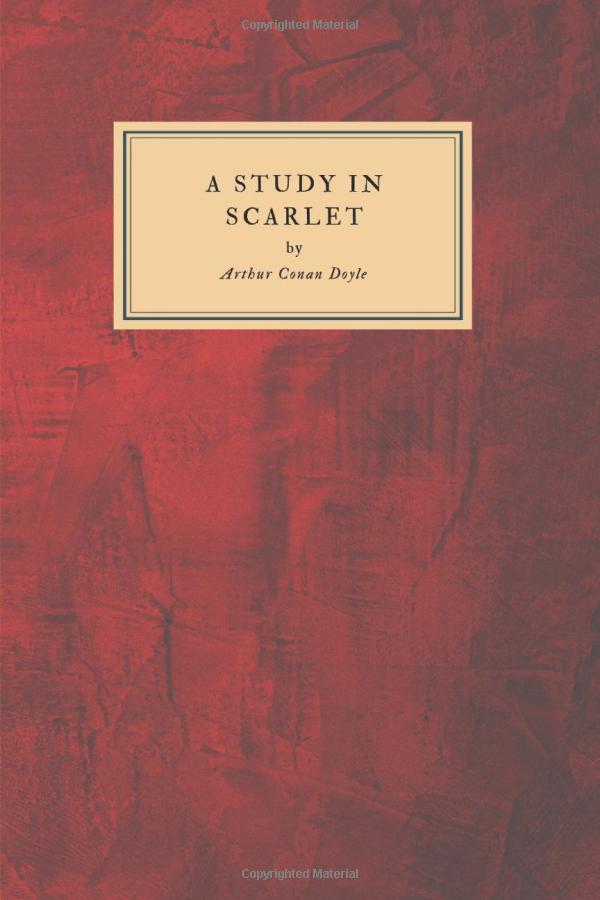 Copyrighted Material
A STUDY IN
SCARLET
by
Arthur Conan Doyle
Copyrighted Material